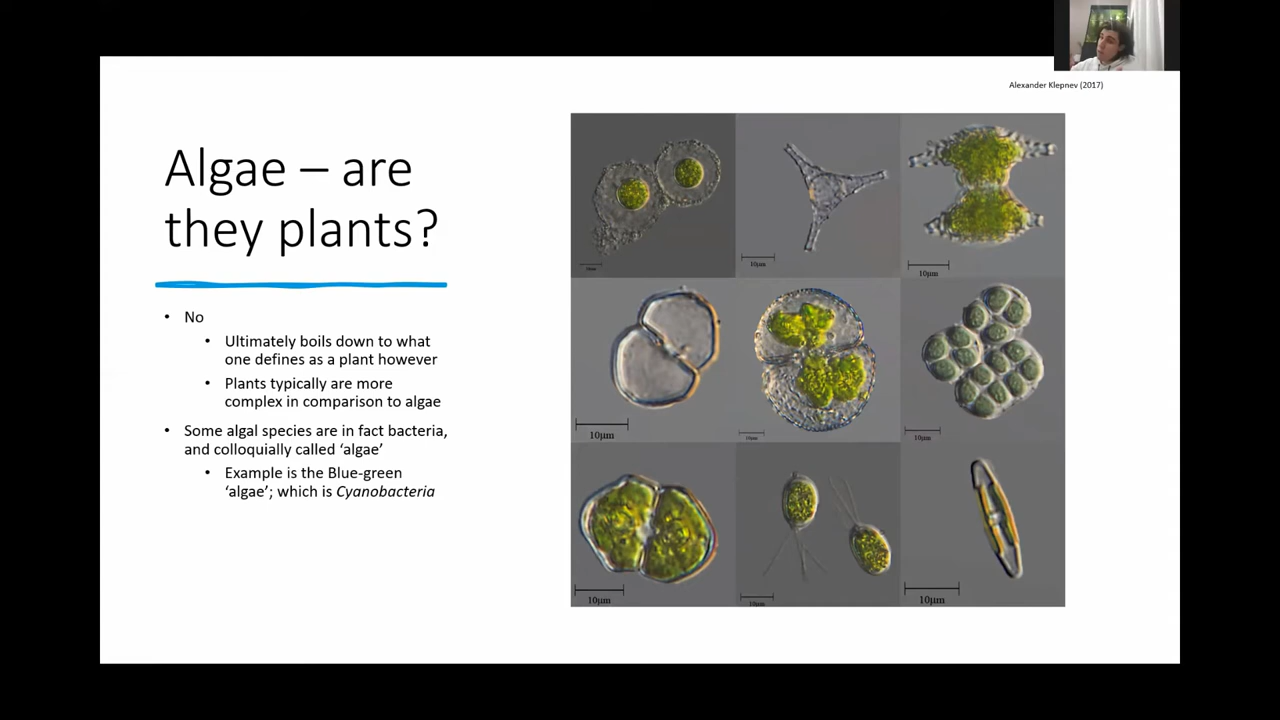 Alexander Klepnev (2017)
Algae – are
they plants?
• No
• Ultimately boils down to what
one defines as a plant however
• Plants typically are more
complex in comparison to algae
• Some algal species are in fact bacteria,
and colloquially called ‘algae’
• Example is the Blue-green
‘algae’; which is Cyanobacteria
10μm
10μm
10μm
10μm
10μm
10μm
10μm
10μm